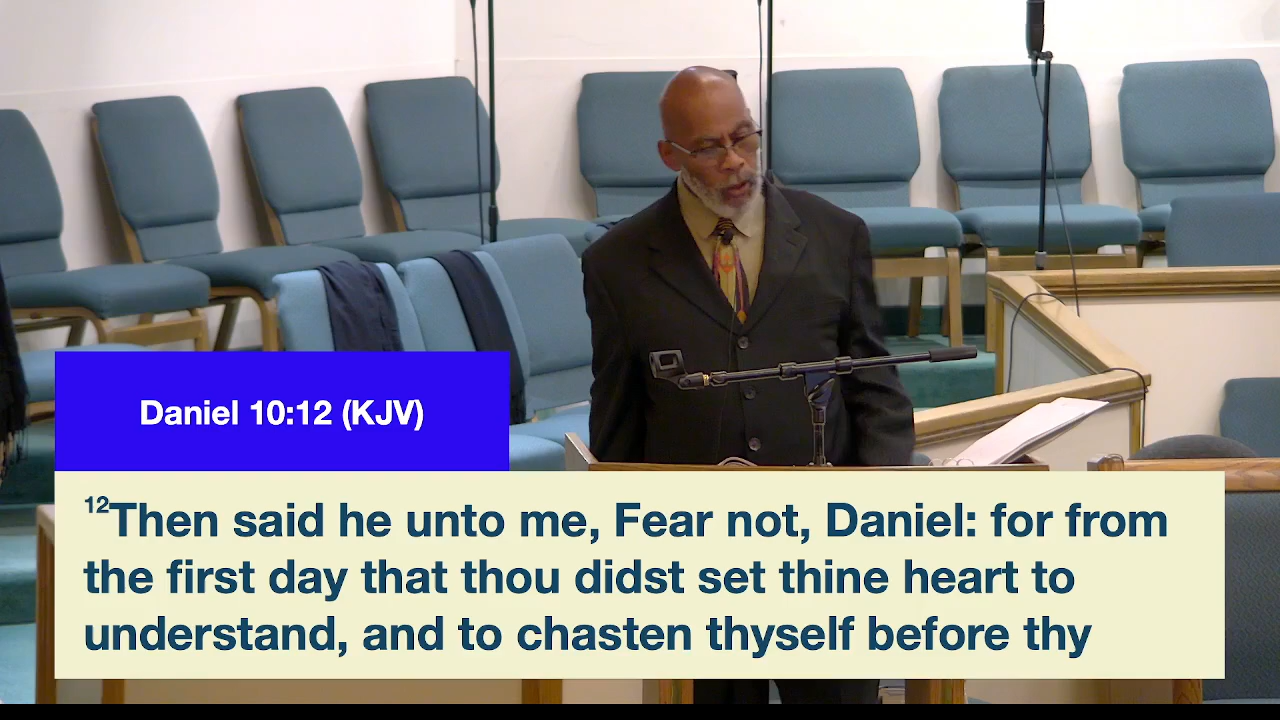 Daniel 10:12 (KJV)
12Then said he unto me, Fear not, Daniel: for from
the first day that thou didst set thine heart to
understand, and to chasten thyself before thy